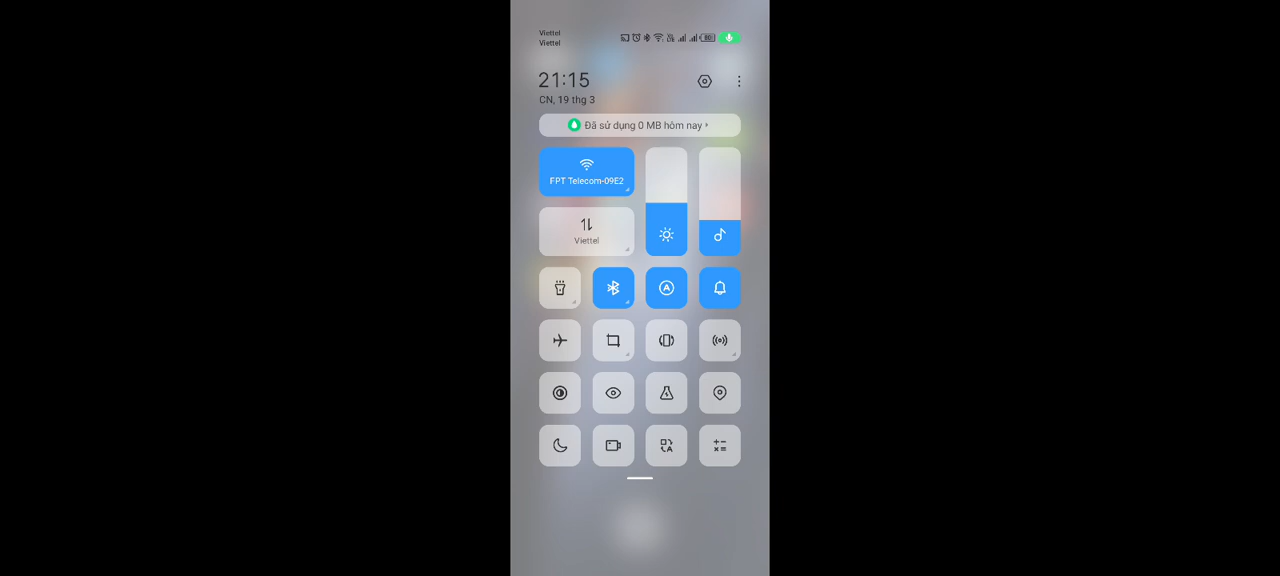 Viettel
Viettel
80
21:15
CN, 19 thg 3
Đã sử dụng 0 MB hôm nay
FPT Telecom-09E2
Viettel